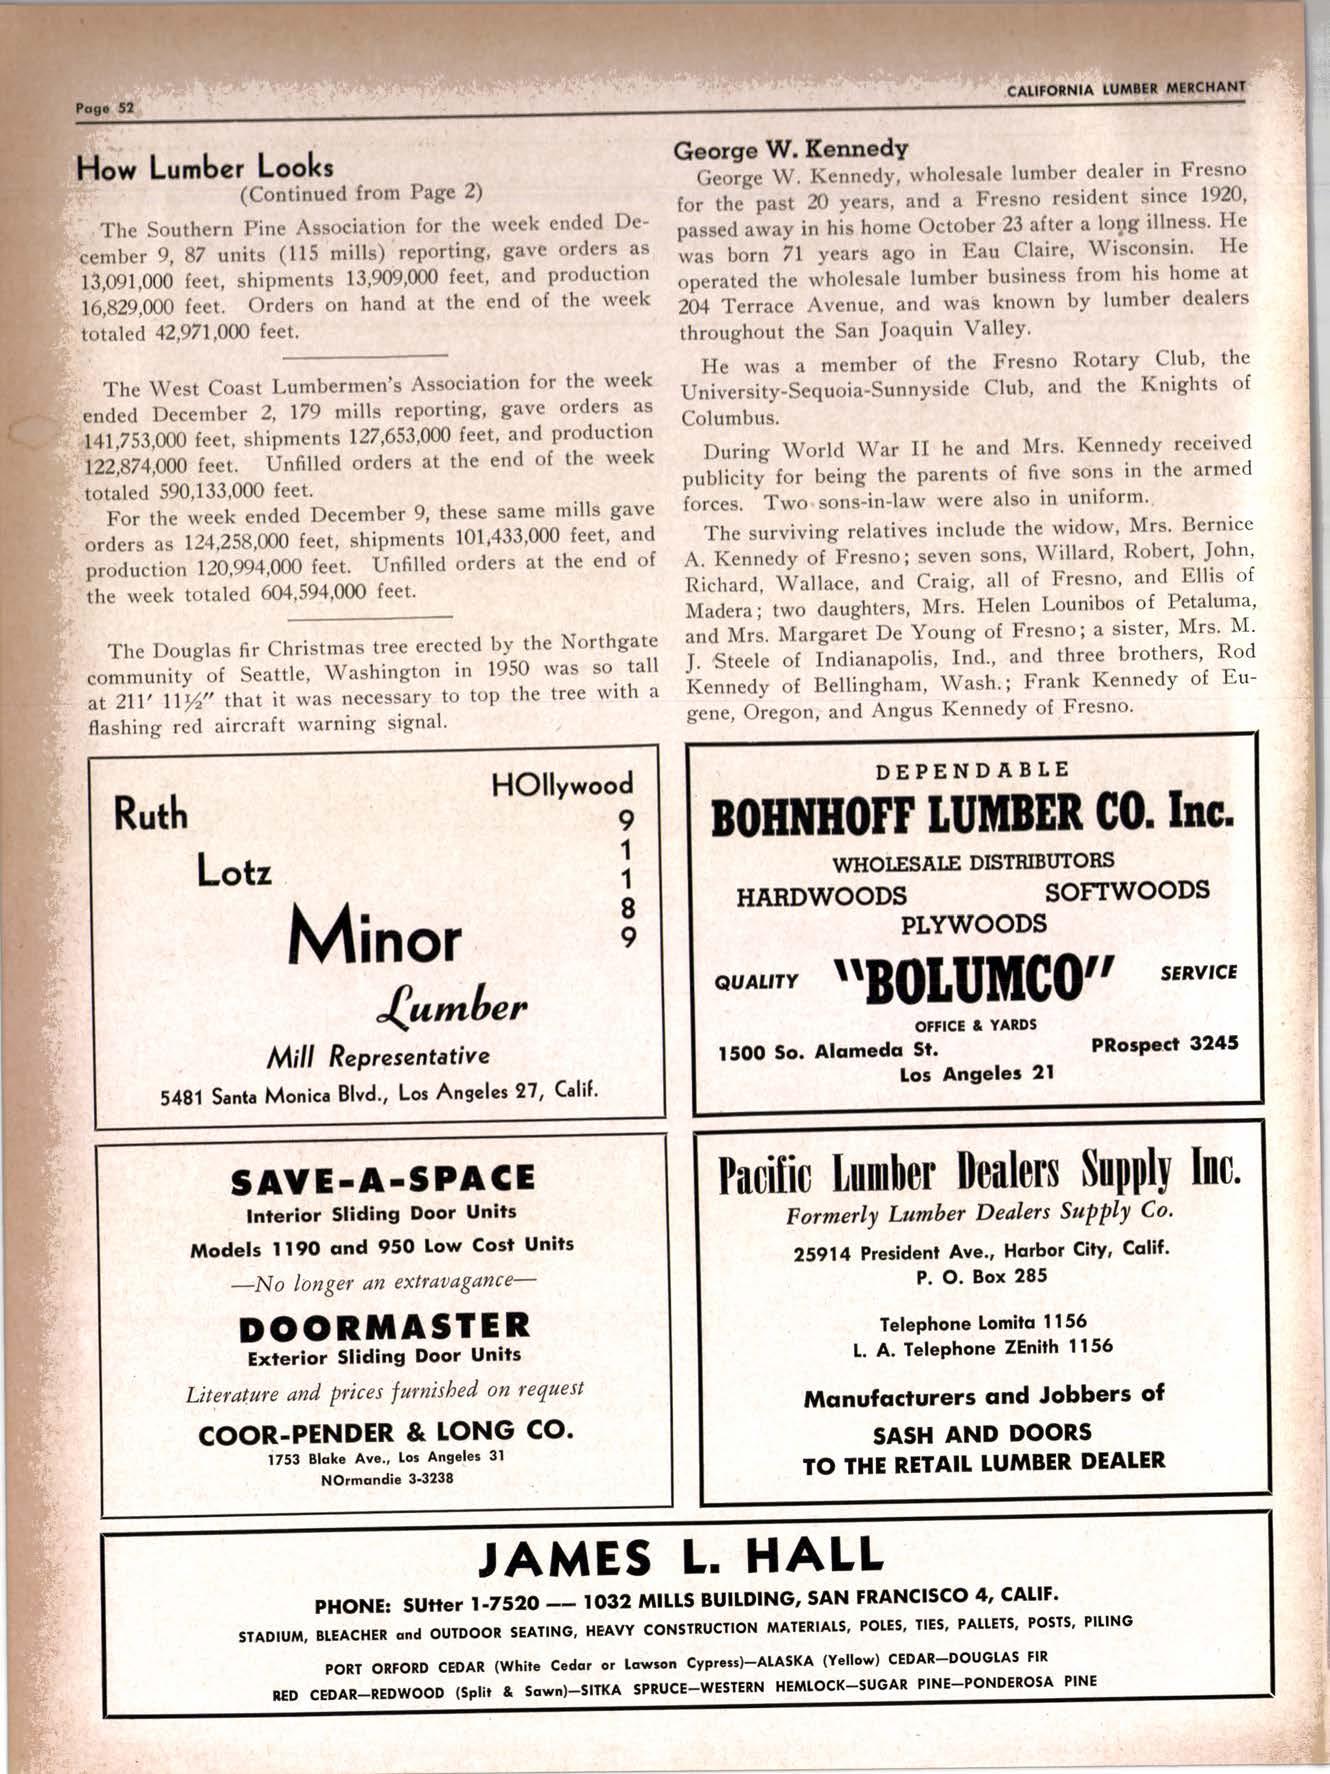 Page 52
CALIFORNIA LUMBER MERCHANT
How Lumber Looks
(Continued from Page 2)
The Southern Pine Association for the week ended De-
cember 9, 87 units (115 mills) reporting, gave orders as
13,091,000 feet, shipments 13,909,000 feet, and production
16,829,000 feet. Orders on hand at the end of the week
totaled 42,971,000 feet.
The West Coast Lumbermen's Association for the week
ended December 2, 179 mills reporting, gave orders as
141,753,000 feet, shipments 127,653,000 feet, and production
122,874,000 feet. Unfilled orders at the end of the week
totaled 590,133,000 feet.
For the week ended December 9, these same mills gave
orders as 124,258,000 feet, shipments 101,433,000 feet, and
production 120,994,000 feet. Unfilled orders at the end of
the week totaled 604,594,000 feet.
The Douglas fir Christmas tree erected by the Northgate
community of Seattle, Washington in 1950 was so tall
at 211' 11½" that it was necessary to top the tree with a
flashing red aircraft warning signal.
George W. Kennedy
George W. Kennedy, wholesale lumber dealer in Fresno
for the past 20 years, and a Fresno resident since 1920,
passed away in his home October 23 after a long illness. He
was born 71 years ago in Eau Claire, Wisconsin. He
operated the wholesale lumber business from his home at
204 Terrace Avenue, and was known by lumber dealers
throughout the San Joaquin Valley.
He was a member of the Fresno Rotary Club, the
University-Sequoia-Sunnyside Club, and the Knights of
Columbus.
During World War II he and Mrs. Kennedy received
publicity for being the parents of five sons in the armed
forces. Two sons-in-law were also in uniform.
The surviving relatives include the widow, Mrs. Bernice
A. Kennedy of Fresno; seven sons, Willard, Robert, John,
Richard, Wallace, and Craig, all of Fresno, and Ellis of
Madera; two daughters, Mrs. Helen Lounibos of Petaluma,
and Mrs. Margaret De Young of Fresno; a sister, Mrs. M.
J. Steele of Indianapolis, Ind., and three brothers, Rod
Kennedy of Bellingham, Wash.; Frank Kennedy of Eu-
gene, Oregon, and Angus Kennedy of Fresno.
HOllywood
9
1
1
8
9
Ruth
Lotz
Minor
Lumber
Mill Representative
5481 Santa Monica Blvd., Los Angeles 27, Calif.
DEPENDABLE
BOHNHOFF LUMBER CO. Inc.
WHOLESALE DISTRIBUTORS
HARDWOODS SOFTWOODS
PLYWOODS
QUALITY "BOLUMCO" SERVICE
OFFICE & YARDS
1500 So. Alameda St. PRospect 3245
Los Angeles 21
SAVE-A-SPACE
Interior Sliding Door Units
Models 1190 and 950 Low Cost Units
—No longer an extravagance—
DOORMASTER
Exterior Sliding Door Units
Literature and prices furnished on request
COOR-PENDER & LONG CO.
1753 Blake Ave., Los Angeles 31
NOrmandie 3-3238
Pacific Lumber Dealers Supply Inc.
Formerly Lumber Dealers Supply Co.
25914 President Ave., Harbor City, Calif.
P. O. Box 285
Telephone Lomita 1156
L. A. Telephone ZEnith 1156
Manufacturers and Jobbers of
SASH AND DOORS
TO THE RETAIL LUMBER DEALER
JAMES L. HALL
PHONE: SUtter 1-7520 —— 1032 MILLS BUILDING, SAN FRANCISCO 4, CALIF.
STADIUM, BLEACHER and OUTDOOR SEATING, HEAVY CONSTRUCTION MATERIALS, POLES, TIES, PALLETS, POSTS, PILING
PORT ORFORD CEDAR (White Cedar or Lawson Cypress)—ALASKA (Yellow) CEDAR—DOUGLAS FIR
RED CEDAR—REDWOOD (Split & Sawn)—SITKA SPRUCE—WESTERN HEMLOCK—SUGAR PINE—PONDEROSA PINE